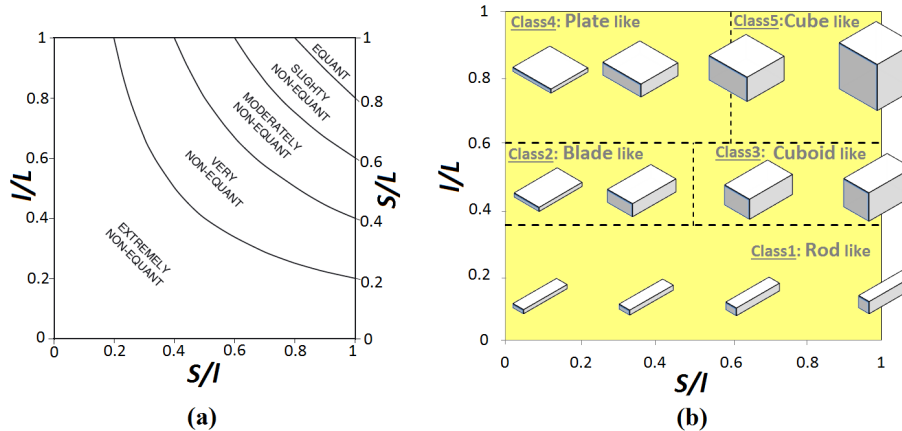 1
0.8
0.6
0.4
0.2
0
I/L
0
0.2
0.4
0.6
0.8
1
S/I
1
0.8
0.6
0.4
0.2
0
S/L
EQUANT
SLIGHTY
NON-EQUANT
MODERATELY
NON-EQUANT
VERY
NON-EQUANT
EXTREMELY
NON-EQUANT
(a)
1
0.8
0.6
0.4
0.2
0
I/L
Class4: Plate like
Class5: Cube like
Class2: Blade like
Class3: Cuboid like
Class1: Rod like
0
0.2
0.4
0.6
0.8
1
S/I
(b)